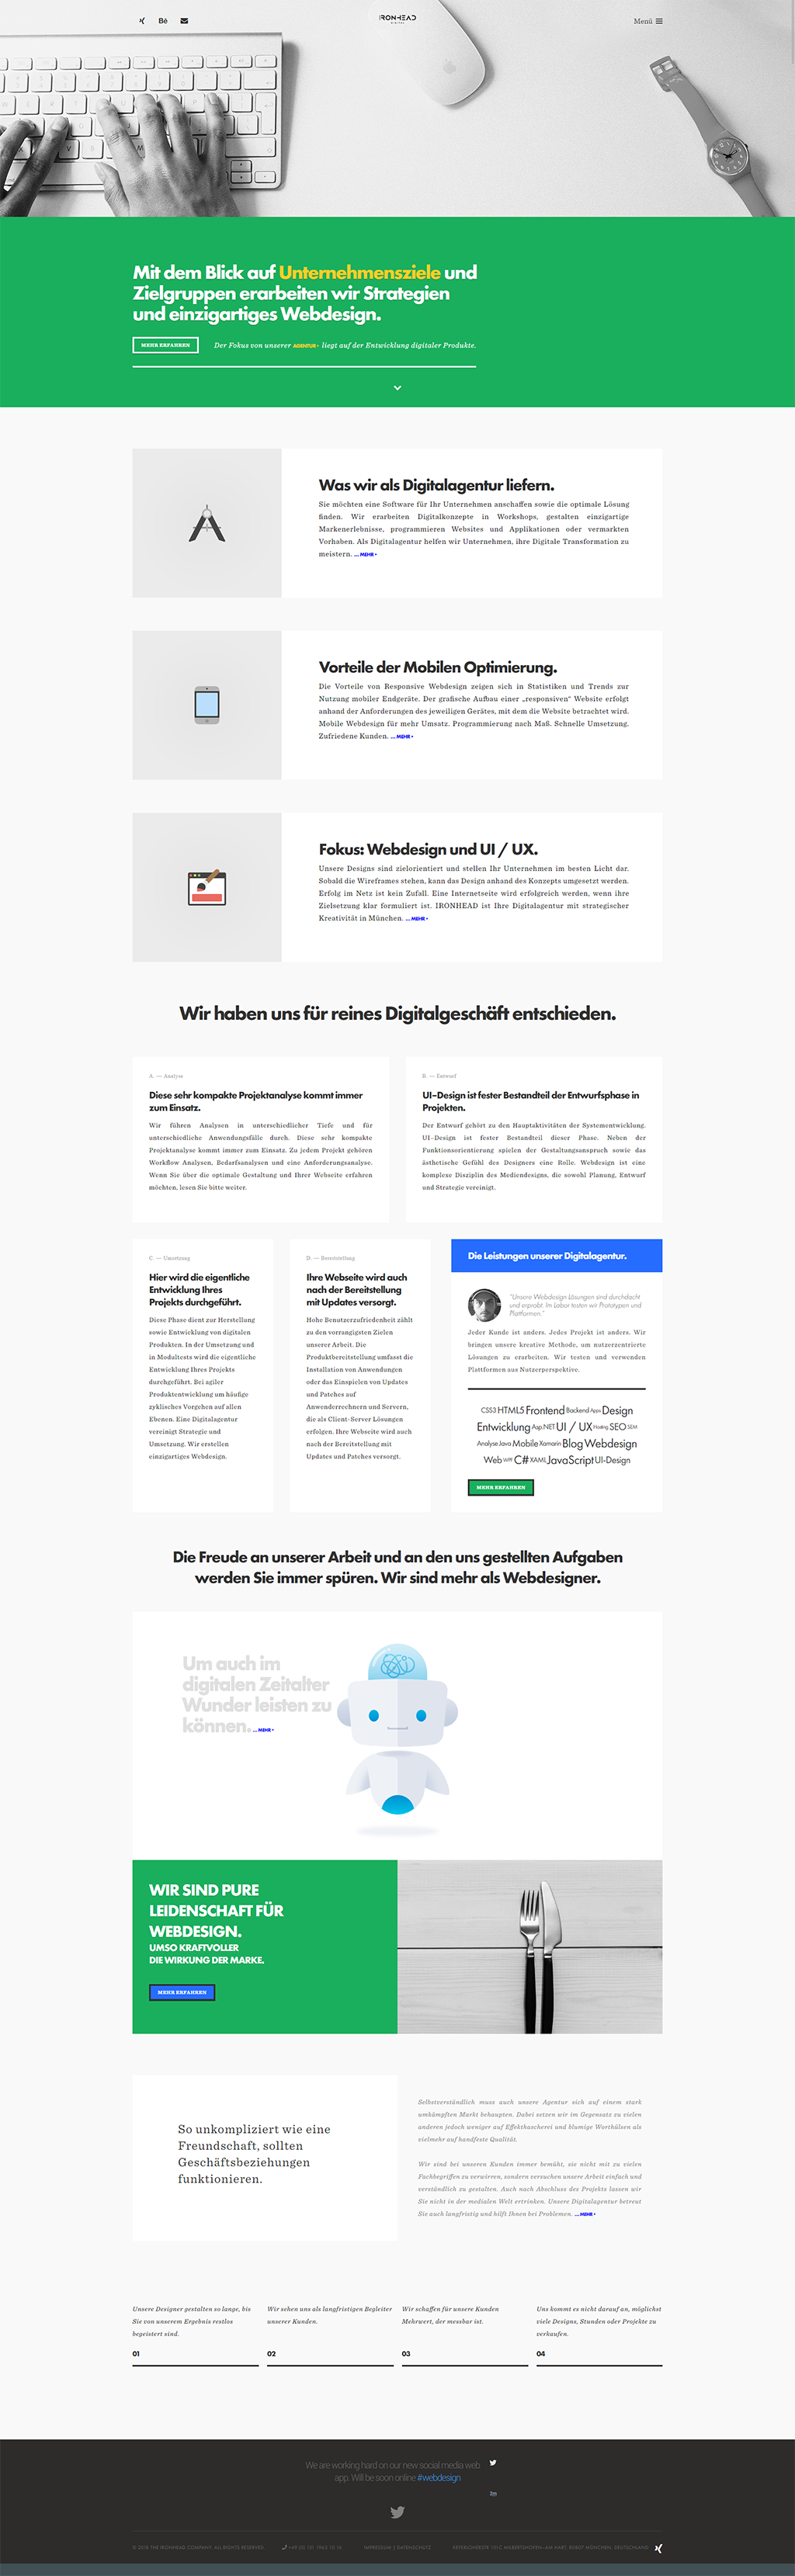 Bē
IRONHEAD
DIGITAL
Menü
Mit dem Blick auf Unternehmensziele und
Zielgruppen erarbeiten wir Strategien
und einzigartiges Webdesign.
MEHR ERFAHREN
Der Fokus von unserer AGENTUR • liegt auf der Entwicklung digitaler Produkte.
Was wir als Digitalagentur liefern.
Sie möchten eine Software für Ihr Unternehmen anschaffen sowie die optimale Lösung
finden. Wir erarbeiten Digitalkonzepte in Workshops, gestalten einzigartige
Markenerlebnisse, programmieren Websites und Applikationen oder vermarkten
Vorhaben. Als Digitalagentur helfen wir Unternehmen, ihre Digitale Transformation zu
meistern. ... MEHR •
Vorteile der Mobilen Optimierung.
Die Vorteile von Responsive Webdesign zeigen sich in Statistiken und Trends zur
Nutzung mobiler Endgeräte. Der grafische Aufbau einer „responsiven“ Website erfolgt
anhand der Anforderungen des jeweiligen Gerätes, mit dem die Website betrachtet wird.
Mobile Webdesign für mehr Umsatz. Programmierung nach Maß. Schnelle Umsetzung.
Zufriedene Kunden. ... MEHR •
Fokus: Webdesign und UI / UX.
Unsere Designs sind zielorientiert und stellen Ihr Unternehmen im besten Licht dar.
Sobald die Wireframes stehen, kann das Design anhand des Konzepts umgesetzt werden.
Erfolg im Netz ist kein Zufall. Eine Internetseite wird erfolgreich werden, wenn ihre
Zielsetzung klar formuliert ist. IRONHEAD ist Ihre Digitalagentur mit strategischer
Kreativität in München. ... MEHR •
Wir haben uns für reines Digitalgeschäft entschieden.
A. — Analyse
Diese sehr kompakte Projektanalyse kommt immer
zum Einsatz.
Wir führen Analysen in unterschiedlicher Tiefe und für
unterschiedliche Anwendungsfälle durch. Diese sehr kompakte
Projektanalyse kommt immer zum Einsatz. Zu jedem Projekt gehören
Workflow Analysen, Bedarfsanalysen und eine Anforderungsanalyse.
Wenn Sie über die optimale Gestaltung und Ihrer Webseite erfahren
möchten, lesen Sie bitte weiter.
B. — Entwurf
UI-Design ist fester Bestandteil der Entwurfsphase in
Projekten.
Der Entwurf gehört zu den Hauptaktivitäten der Systementwicklung.
UI-Design ist fester Bestandteil dieser Phase. Neben der
Funktionsorientierung spielen der Gestaltungsanspruch sowie das
ästhetische Gefühl des Designers eine Rolle. Webdesign ist eine
komplexe Disziplin des Mediendesigns, die sowohl Planung, Entwurf
und Strategie vereinigt.
C. — Umsetzung
Hier wird die eigentliche
Entwicklung Ihres
Projekts durchgeführt.
Diese Phase dient zur Herstellung
sowie Entwicklung von digitalen
Produkten. In der Umsetzung und
in Modultests wird die eigentliche
Entwicklung Ihres Projekts
durchgeführt. Bei agiler
Produktentwicklung um häufige
zyklisches Vorgehen auf allen
Ebenen. Eine Digitalagentur
vereinigt Strategie und
Umsetzung. Wir erstellen
einzigartiges Webdesign.
D. — Bereitstellung
Ihre Webseite wird auch
nach der Bereitstellung
mit Updates versorgt.
Hohe Benutzerzufriedenheit zählt
zu den vorrangigsten Zielen
unserer Arbeit. Die
Produktbereitstellung umfasst die
Installation von Anwendungen
oder das Einspielen von Updates
und Patches auf
Anwenderrechnern und Servern,
die als Client-Server Lösungen
erfolgen. Ihre Webseite wird auch
nach der Bereitstellung mit
Updates und Patches versorgt.
Die Leistungen unserer Digitalagentur.
"Unsere Webdesign Lösungen sind durchdacht
und erprobt. Im Labor testen wir Prototypen und
Plattformen."
Jeder Kunde ist anders. Jedes Projekt ist anders. Wir
bringen unsere kreative Methode, um nutzerzentrierte
Lösungen zu erarbeiten. Wir testen und verwenden
Plattformen aus Nutzerperspektive.
CSS3 HTML5 Frontend Backend Apps Design
Entwicklung Asp.NET UI / UX Hosting SEO SEM
Analyse Java Mobile Xamarin Blog Webdesign
Web WPF C# XAML JavaScript UI-Design
MEHR ERFAHREN
Die Freude an unserer Arbeit und an den uns gestellten Aufgaben
werden Sie immer spüren. Wir sind mehr als Webdesigner.
Um auch im
digitalen Zeitalter
Wunder leisten zu
können. ... MEHR •
WIR SIND PURE
LEIDENSCHAFT FÜR
WEBDESIGN.
UMSO KRAFTVOLLER
DIE WIRKUNG DER MARKE.
MEHR ERFAHREN
So unkompliziert wie eine
Freundschaft, sollten
Geschäftsbeziehungen
funktionieren.
Selbstverständlich muss auch unsere Agentur sich auf einem stark
umkämpften Markt behaupten. Dabei setzen wir im Gegensatz zu vielen
anderen jedoch weniger auf Effekthascherei und blumige Worthülsen als
vielmehr auf handfeste Qualität.
Wir sind bei unseren Kunden immer bemüht, sie nicht mit zu vielen
Fachbegriffen zu verwirren, sondern versuchen unsere Arbeit einfach und
verständlich zu gestalten. Auch nach Abschluss des Projekts lassen wir
Sie nicht in der medialen Welt ertrinken. Unsere Digitalagentur betreut
Sie auch langfristig und hilft Ihnen bei Problemen. ... MEHR •
Unsere Designer gestalten so lange, bis
Sie von unserem Ergebnis restlos
begeistert sind.
01
Wir sehen uns als langfristigen Begleiter
unserer Kunden.
02
Wir schaffen für unsere Kunden
Mehrwert, der messbar ist.
03
Uns kommt es nicht darauf an, möglichst
viele Designs, Stunden oder Projekte zu
verkaufen.
04
We are working hard on our new social media web
app. Will be soon online #webdesign
© 2018 THE IRONHEAD COMPANY. ALL RIGHTS RESERVED.
IMPRESSUM | DATENSCHUTZ
MÜNCHEN, DEUTSCHLAND